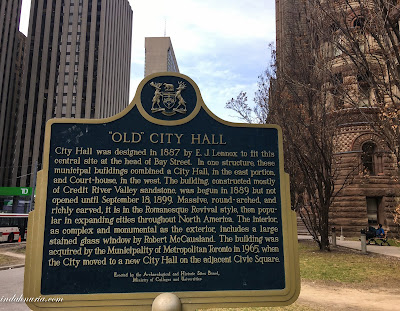 "OLD" CITY HALL
City Hall was designed in 1887 by E. J. Lennox to fit this
central site at the head of Bay Street. In one structure, these
municipal buildings combined a City Hall, in the east portion,
and Court-house, in the west. The building, constructed mostly
of Credit River Valley sandstone, was begun in 1889 but not
opened until September 18, 1899. Massive, round-arched, and
richly carved, it is in the Romanesque Revival style, then popu-
lar in expanding cities throughout North America. The interior,
as complex and monumental as the exterior, includes a large
stained glass window by Robert McCausland. The building was
acquired by the Municipality of Metropolitan Toronto in 1965, when
the City moved to a new City Hall on the adjacent Civic Square.
Erected by the Archaeological and Historic Sites Board,
Ministry of Colleges and Universities
indahnuria.com